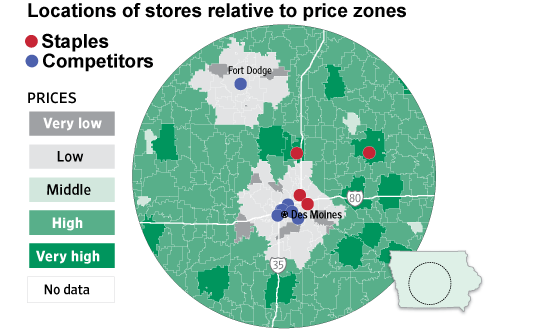 Locations of stores relative to price zones
Staples
Competitors
PRICES
Very low
Low
Middle
High
Very high
No data
Fort Dodge
80
Des Moines
35